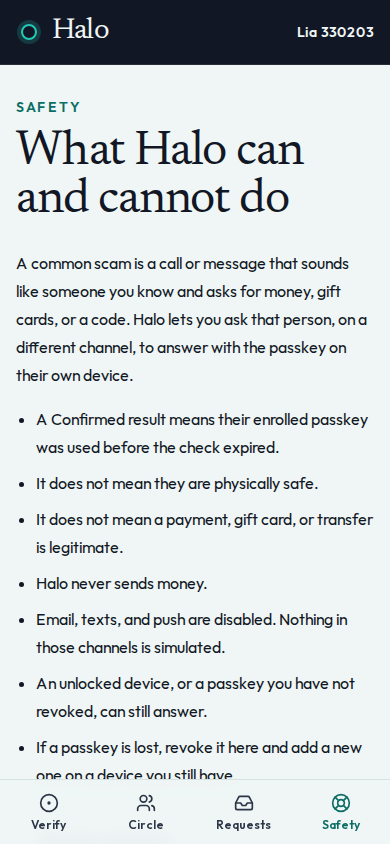 Halo
Lia 330203
SAFETY
What Halo can
and cannot do
A common scam is a call or message that sounds
like someone you know and asks for money, gift
cards, or a code. Halo lets you ask that person, on a
different channel, to answer with the passkey on
their own device.
• A Confirmed result means their enrolled passkey
was used before the check expired.
• It does not mean they are physically safe.
• It does not mean a payment, gift card, or transfer
is legitimate.
• Halo never sends money.
• Email, texts, and push are disabled. Nothing in
those channels is simulated.
• An unlocked device, or a passkey you have not
revoked, can still answer.
• If a passkey is lost, revoke it here and add a new
one on a device you still have
Verify
Circle
Requests
Safety